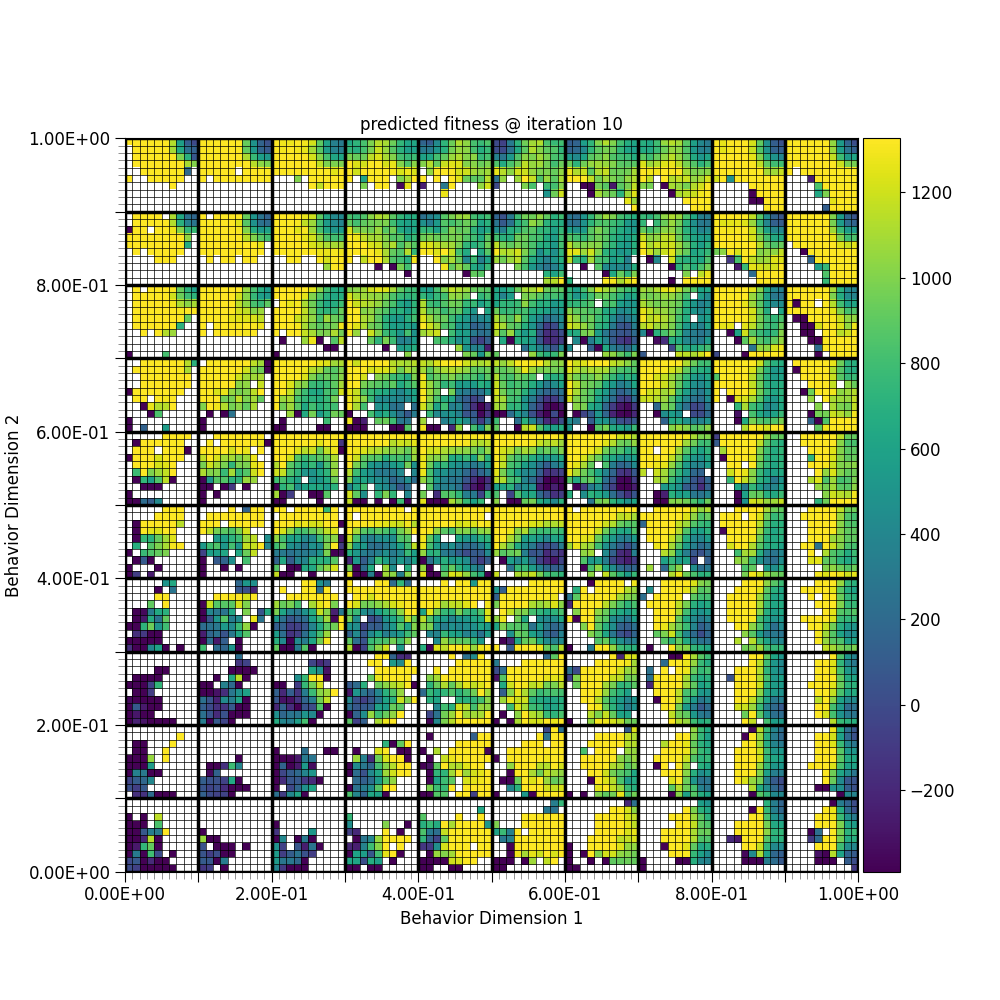 predicted fitness @ iteration 10
1.00E+00
8.00E-01
6.00E-01
4.00E-01
2.00E-01
0.00E+00
0.00E+00 2.00E-01 4.00E-01 6.00E-01 8.00E-01 1.00E+00
Behavior Dimension 1
Behavior Dimension 2
1200
1000
800
600
400
200
0
−200